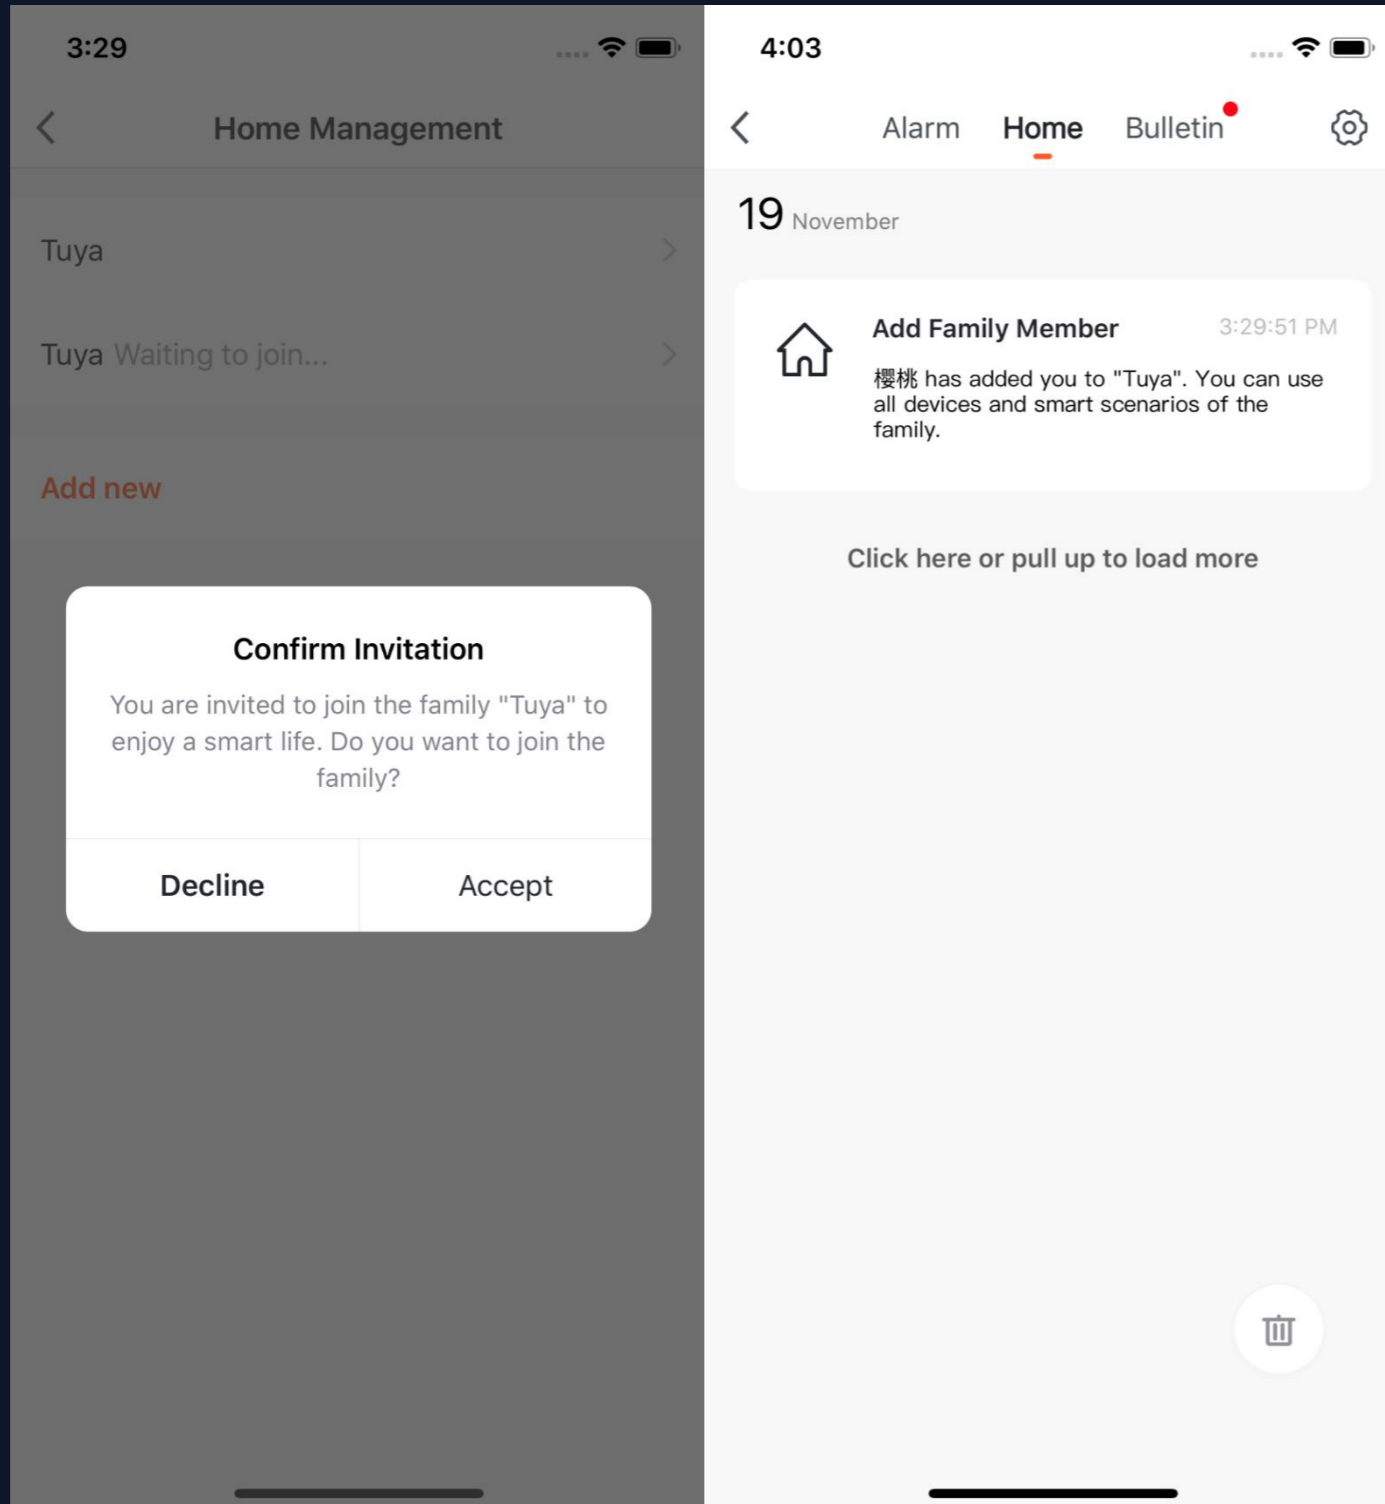 3:29
Home Management
Tuya
Tuya Waiting to join...
Add new
Confirm Invitation
You are invited to join the family "Tuya" to
enjoy a smart life. Do you want to join the
family?
Decline
Accept
4:03
Alarm
Home
Bulletin
19 November
Add Family Member
3:29:51 PM
樱桃 has added you to "Tuya". You can use
all devices and smart scenarios of the
family.
Click here or pull up to load more